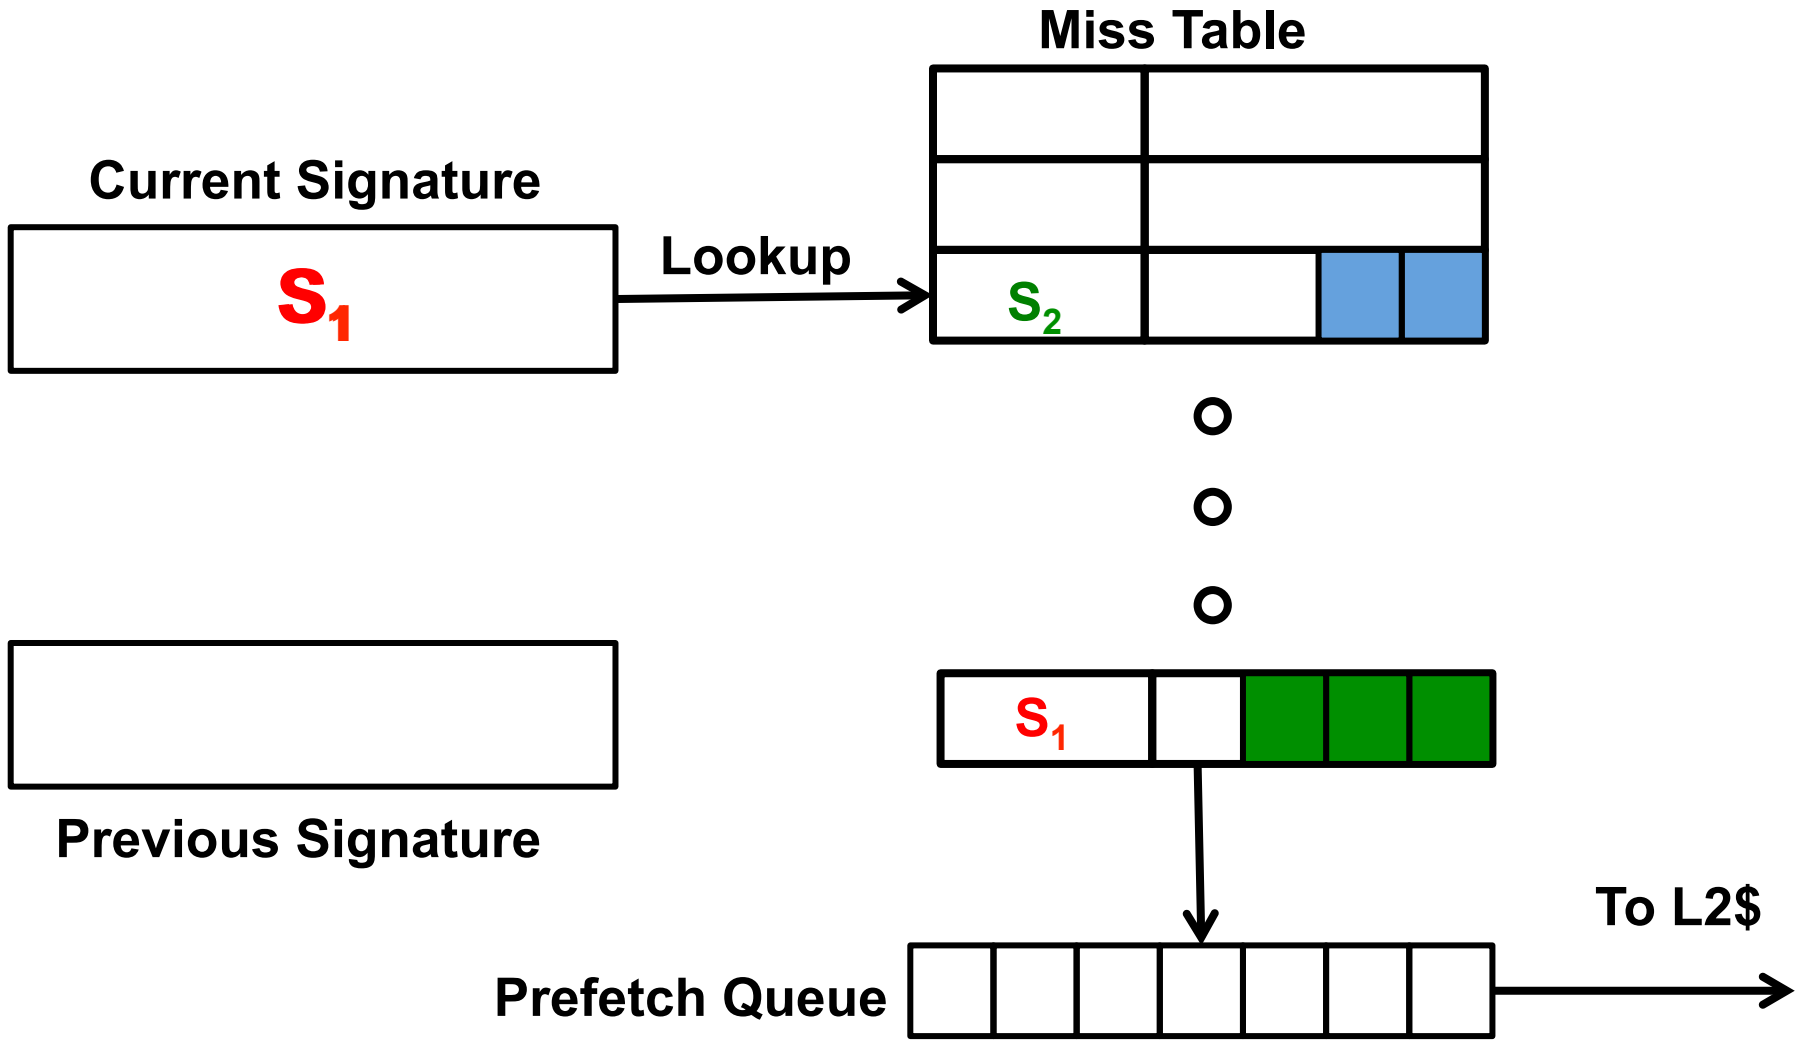 Miss Table
Current Signature
S₁
Lookup
S₂
S₁
Previous Signature
To L2$
Prefetch Queue